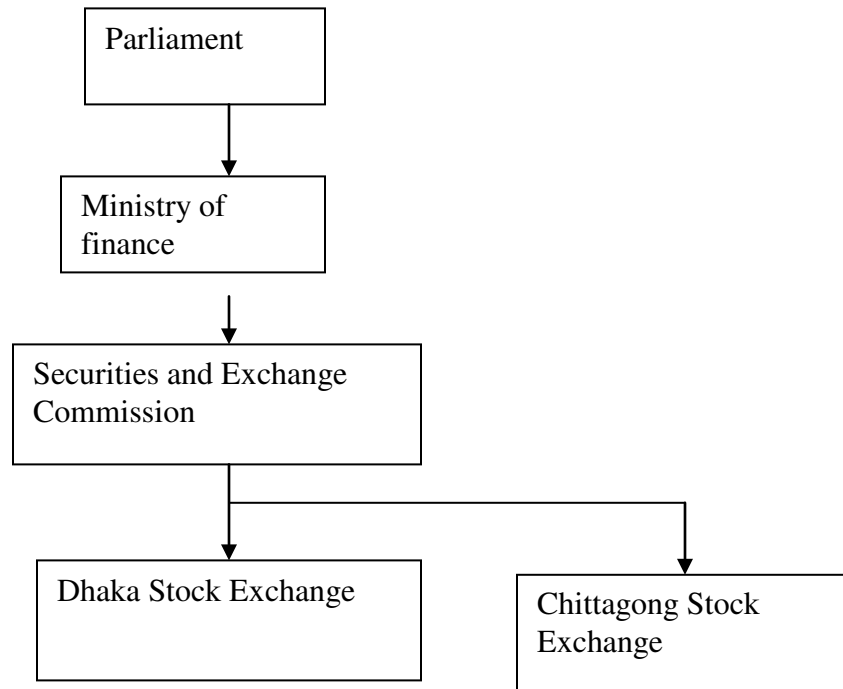 Parliament
Ministry of
finance
Securities and Exchange
Commission
Dhaka Stock Exchange
Chittagong Stock
Exchange